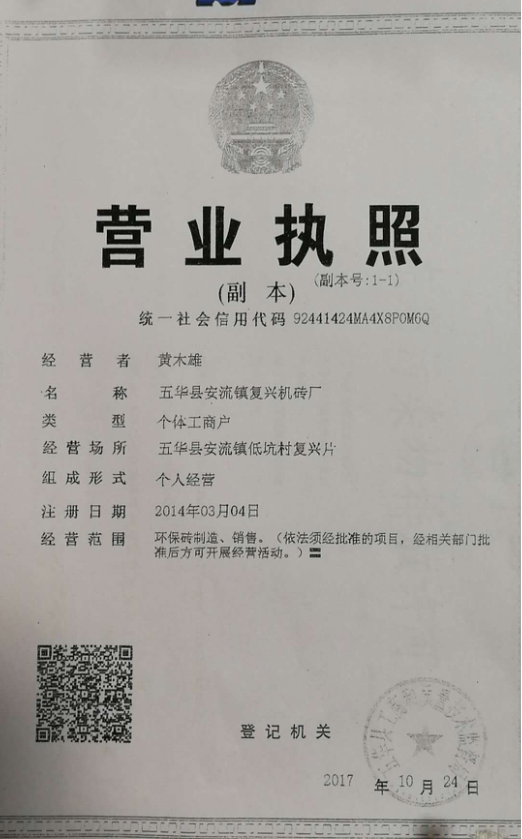 营业执照
(副 本)
(副本号:1-1)
统一社会信用代码 92441424MA4X8P0M6Q
经营者 黄木雄
名称 五华县安流镇复兴机砖厂
类型 个体工商户
经营场所 五华县安流镇低坑村复兴片
组成形式 个人经营
注册日期 2014年03月04日
经营范围 环保砖制造、销售。(依法须经批准的项目,经相关部门批
准后方可开展经营活动。)
登记机关
2017 年 10 月 24 日